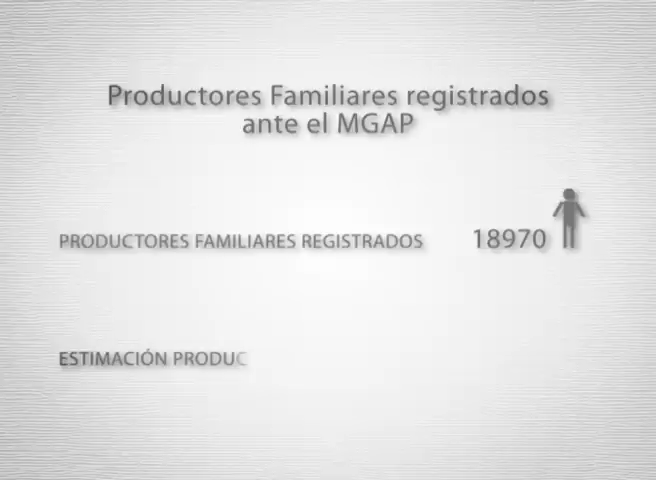 Productores Familiares registrados
ante el MGAP
PRODUCTORES FAMILIARES REGISTRADOS 18970
ESTIMACIÓN PRODUC